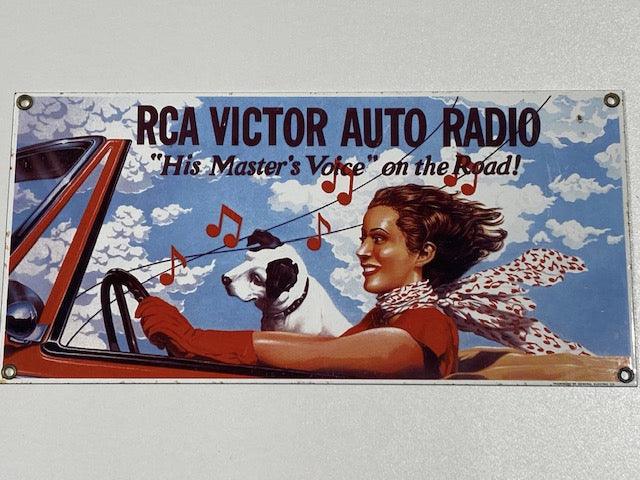 RCA VICTOR AUTO RADIO
"His Master's Voice" on the Road!